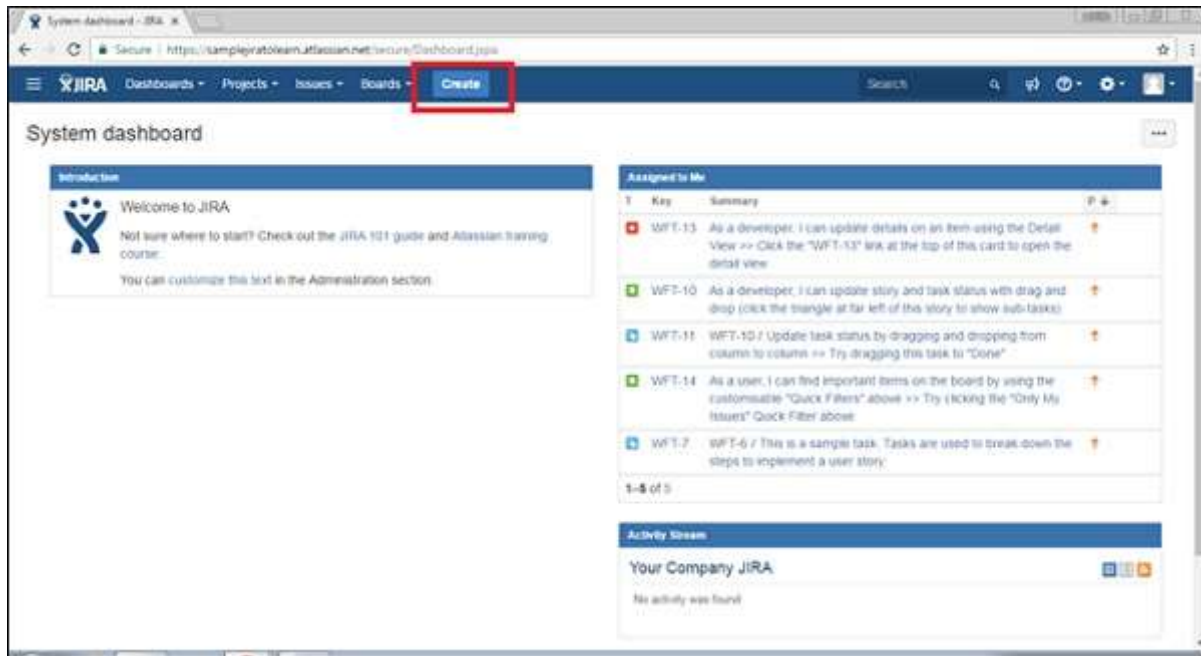 System dashboard - JIRA
Secure | https://samplejiratolearn.atlassian.net/secure/Dashboard.jspa
JIRA Dashboards Projects Issues Boards Create Search
System dashboard
Introduction
Welcome to JIRA
Not sure where to start? Check out the JIRA 101 guide and Atlassian training
course.
You can customize this text in the Administration section.
Assigned to Me
T Key Summary P
WFT-13 As a developer, I can update details on an item using the Detail
View >> Click the "WFT-13" link at the top of this card to open the
detail view
WFT-10 As a developer, I can update story and task status with drag and
drop (click the triangle at far left of this story to show sub-tasks)
WFT-11 WFT-10 / Update task status by dragging and dropping from
column to column >> Try dragging this task to "Done"
WFT-14 As a user, I can find important items on the board by using the
customisable "Quick Filters" above >> Try clicking the "Only My
Issues" Quick Filter above
WFT-7 WFT-6 / This is a sample task. Tasks are used to break down the
steps to implement a user story
1–5 of 5
Activity Stream
Your Company JIRA
No activity was found